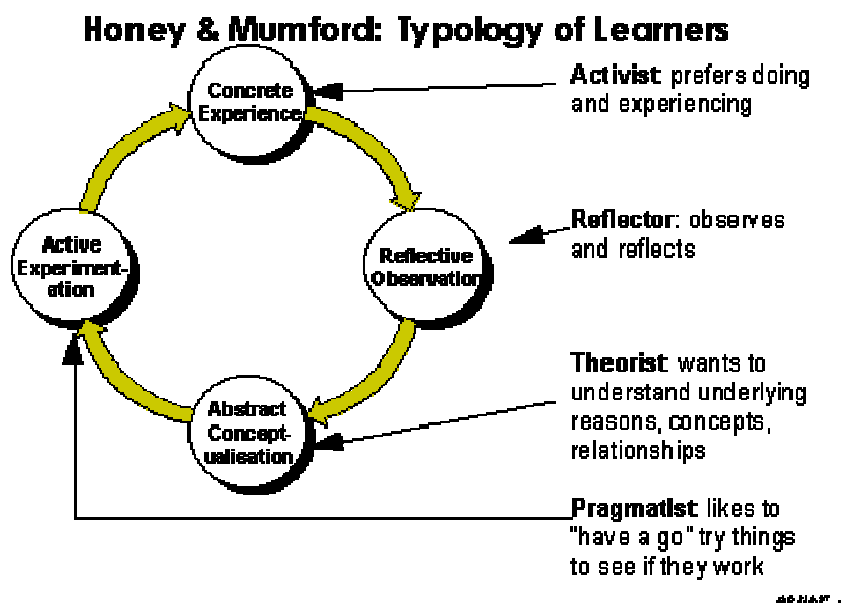 Honey & Mumford: Typology of Learners
Concrete
Experience
Activist: prefers doing
and experiencing
Reflector: observes
and reflects
Reflective
Observation
Active
Experiment-
ation
Theorist: wants to
understand underlying
reasons, concepts,
relationships
Abstract
Concept-
ualisation
Pragmatist: likes to
"have a go" try things
to see if they work